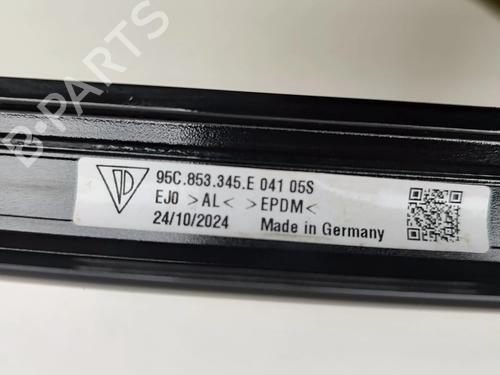 B-PARTS
95C.853.345.E 041 05S
EJ0 >AL< >EPDM<
24/10/2024 Made in Germany